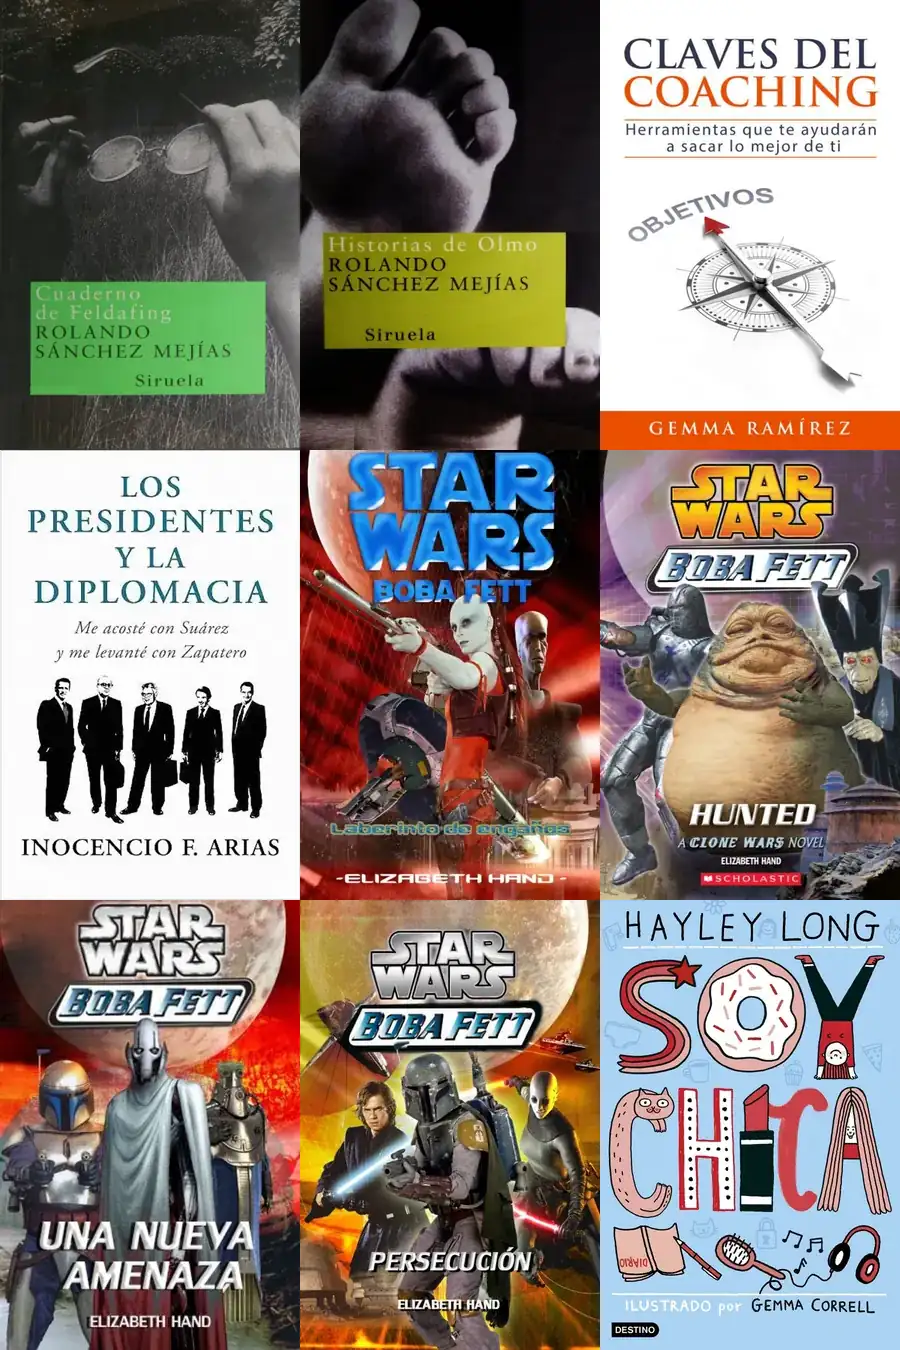 Cuaderno
de Feldafing
ROLANDO
SÁNCHEZ MEJÍAS
Siruela
Historias de Olmo
ROLANDO
SÁNCHEZ MEJÍAS
Siruela
CLAVES DEL
COACHING
Herramientas que te ayudarán
a sacar lo mejor de ti
OBJETIVOS
GEMMA RAMÍREZ
LOS
PRESIDENTES
Y LA
DIPLOMACIA
Me acosté con Suárez
y me levanté con Zapatero
INOCENCIO F. ARIAS
STAR
WARS
BOBA FETT
Laberinto de engaños
-ELIZABETH HAND-
STAR
WARS
BOBA FETT
HUNTED
A CLONE WARS NOVEL
ELIZABETH HAND
SCHOLASTIC
STAR
WARS
BOBA FETT
UNA NUEVA
AMENAZA
ELIZABETH HAND
STAR
WARS
BOBA FETT
PERSECUCIÓN
ELIZABETH HAND
HAYLEY LONG
SOY
CHICA
DIARIO
ILUSTRADO por GEMMA CORRELL
DESTINO